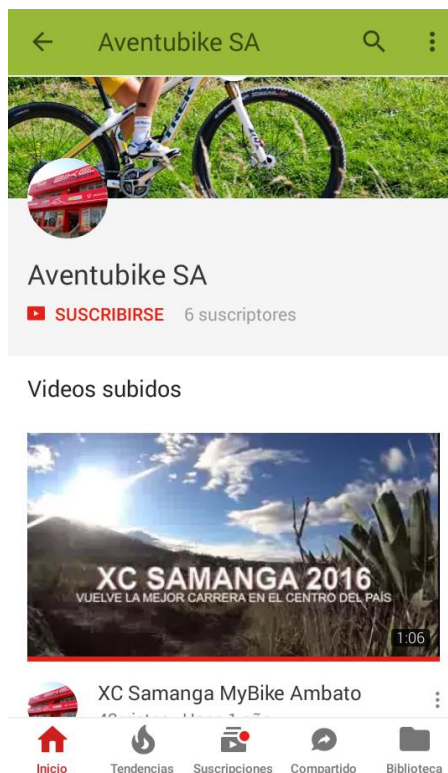 Aventubike SA
TREK
Aventubike SA
SUSCRIBIRSE 6 suscriptores
Videos subidos
XC SAMANGA 2016
VUELVE LA MEJOR CARRERA EN EL CENTRO DEL PAÍS
1:06
XC Samanga MyBike Ambato
Inicio Tendencias Suscripciones Compartido Biblioteca